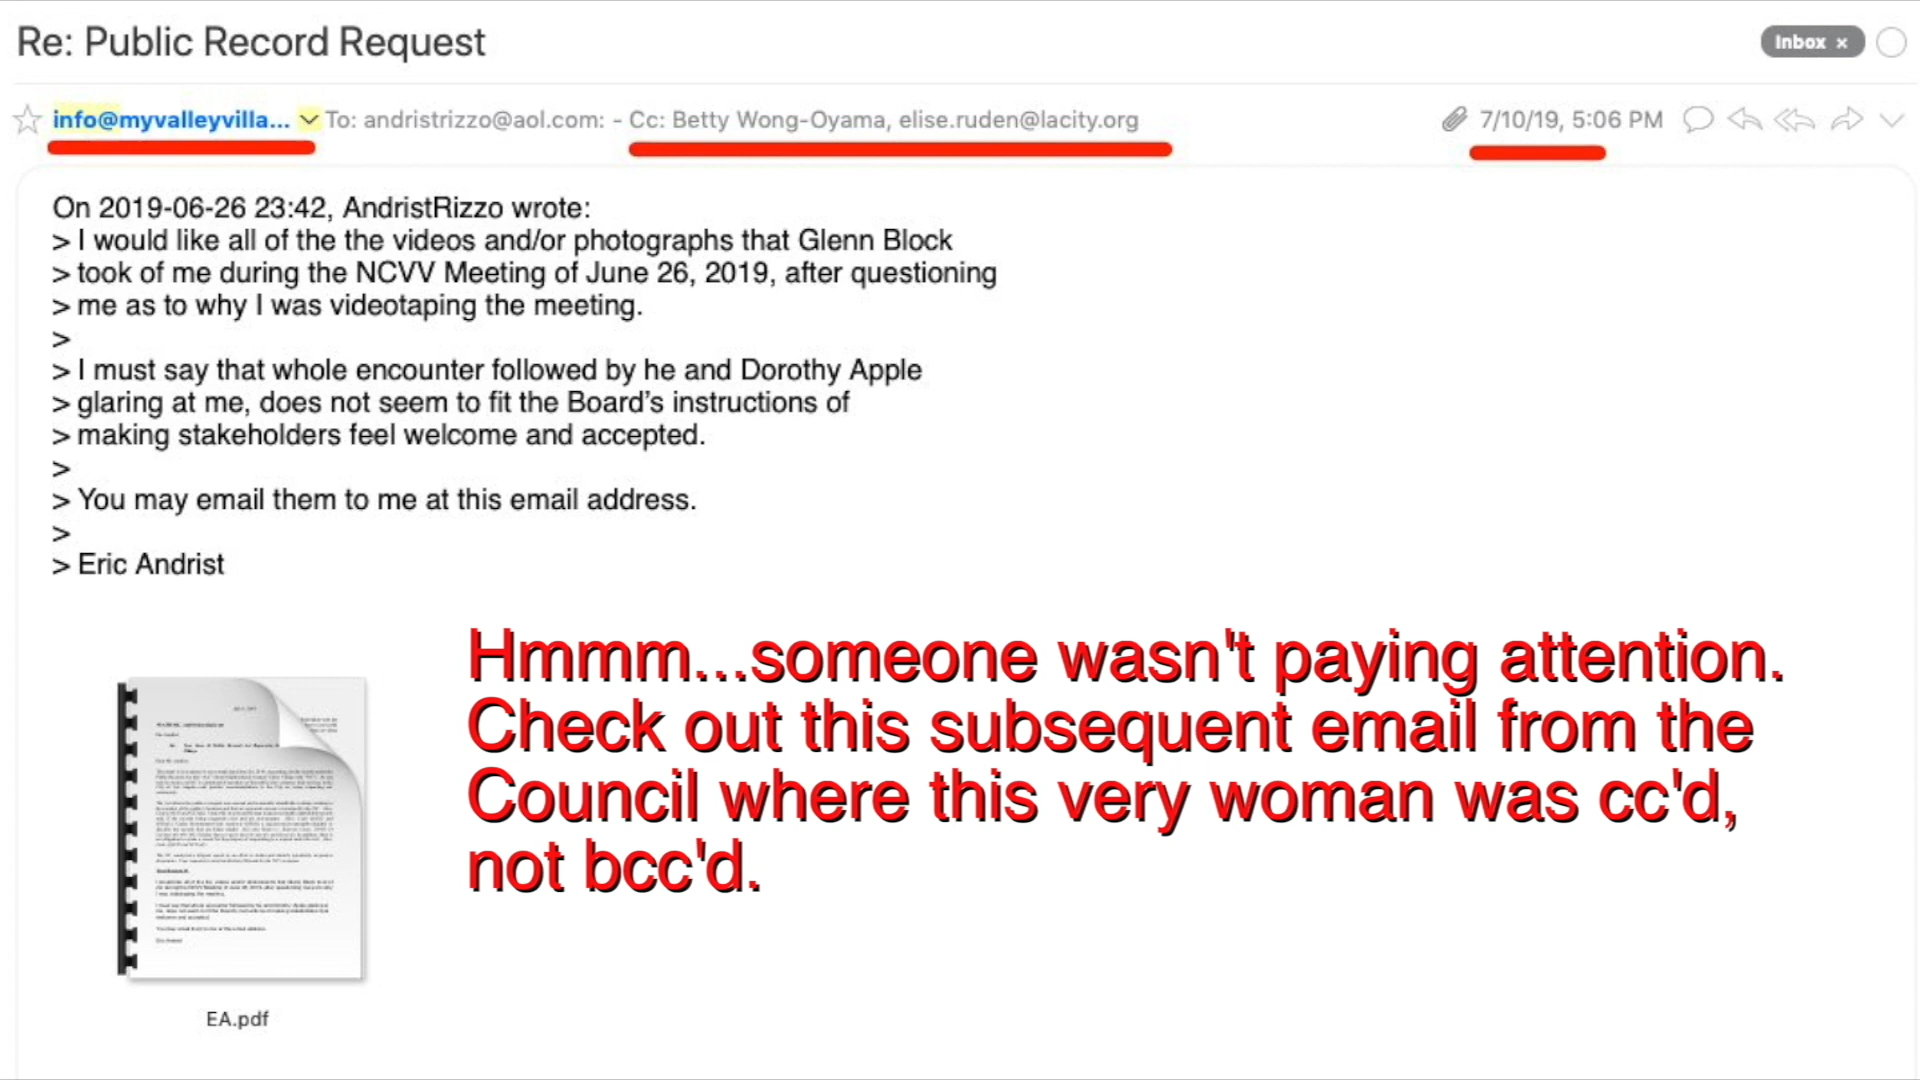 Re: Public Record Request
Inbox x
info@myvalleyvilla... To: andristrizzo@aol.com: - Cc: Betty Wong-Oyama, elise.ruden@lacity.org 7/10/19, 5:06 PM
On 2019-06-26 23:42, AndristRizzo wrote:
> I would like all of the the videos and/or photographs that Glenn Block
> took of me during the NCVV Meeting of June 26, 2019, after questioning
> me as to why I was videotaping the meeting.
>
> I must say that whole encounter followed by he and Dorothy Apple
> glaring at me, does not seem to fit the Board’s instructions of
> making stakeholders feel welcome and accepted.
>
> You may email them to me at this email address.
>
> Eric Andrist
Hmmm...someone wasn't paying attention.
Check out this subsequent email from the
Council where this very woman was cc'd,
not bcc'd.
EA.pdf